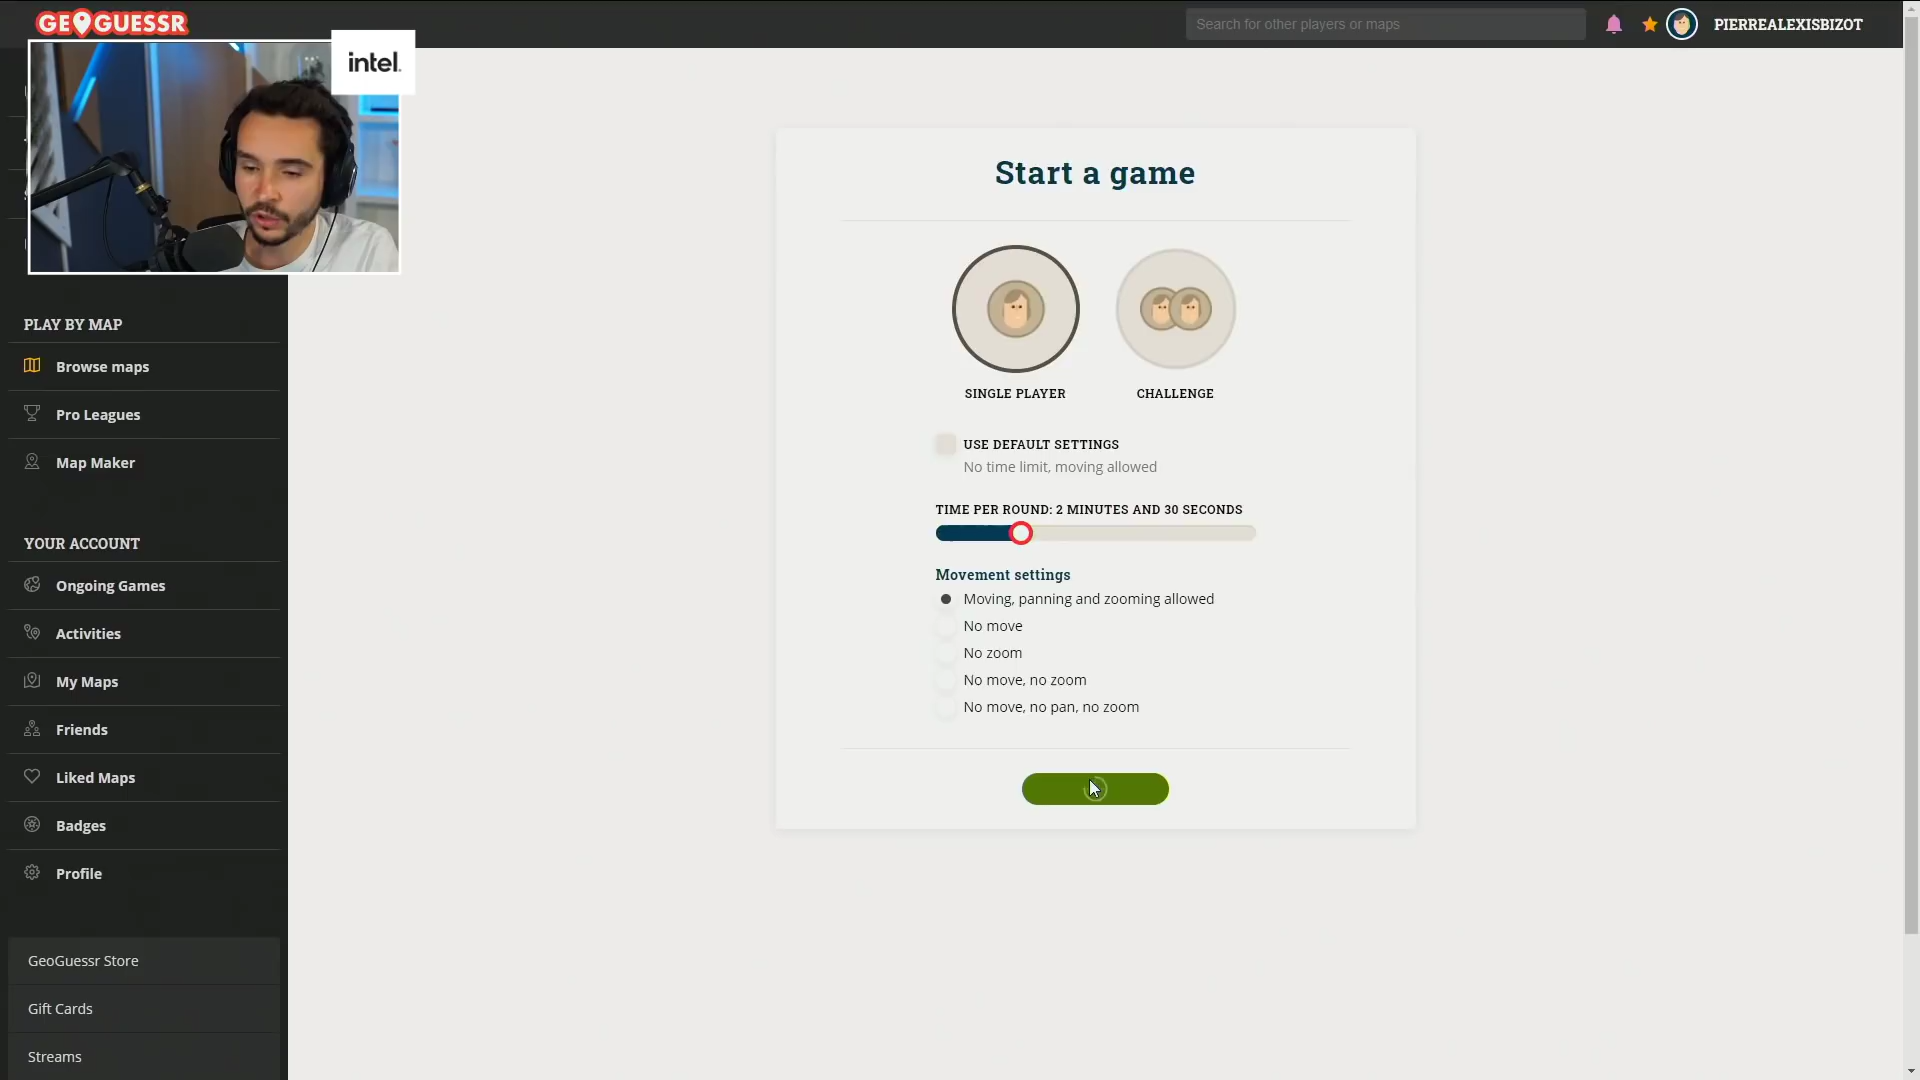 GEOGUESSR
Search for other players or maps
PIERREALEXISBIZOT
intel.
PLAY BY MAP
Browse maps
Pro Leagues
Map Maker
YOUR ACCOUNT
Ongoing Games
Activities
My Maps
Friends
Liked Maps
Badges
Profile
GeoGuessr Store
Gift Cards
Streams
Start a game
SINGLE PLAYER
CHALLENGE
USE DEFAULT SETTINGS
No time limit, moving allowed
TIME PER ROUND: 2 MINUTES AND 30 SECONDS
Movement settings
Moving, panning and zooming allowed
No move
No zoom
No move, no zoom
No move, no pan, no zoom